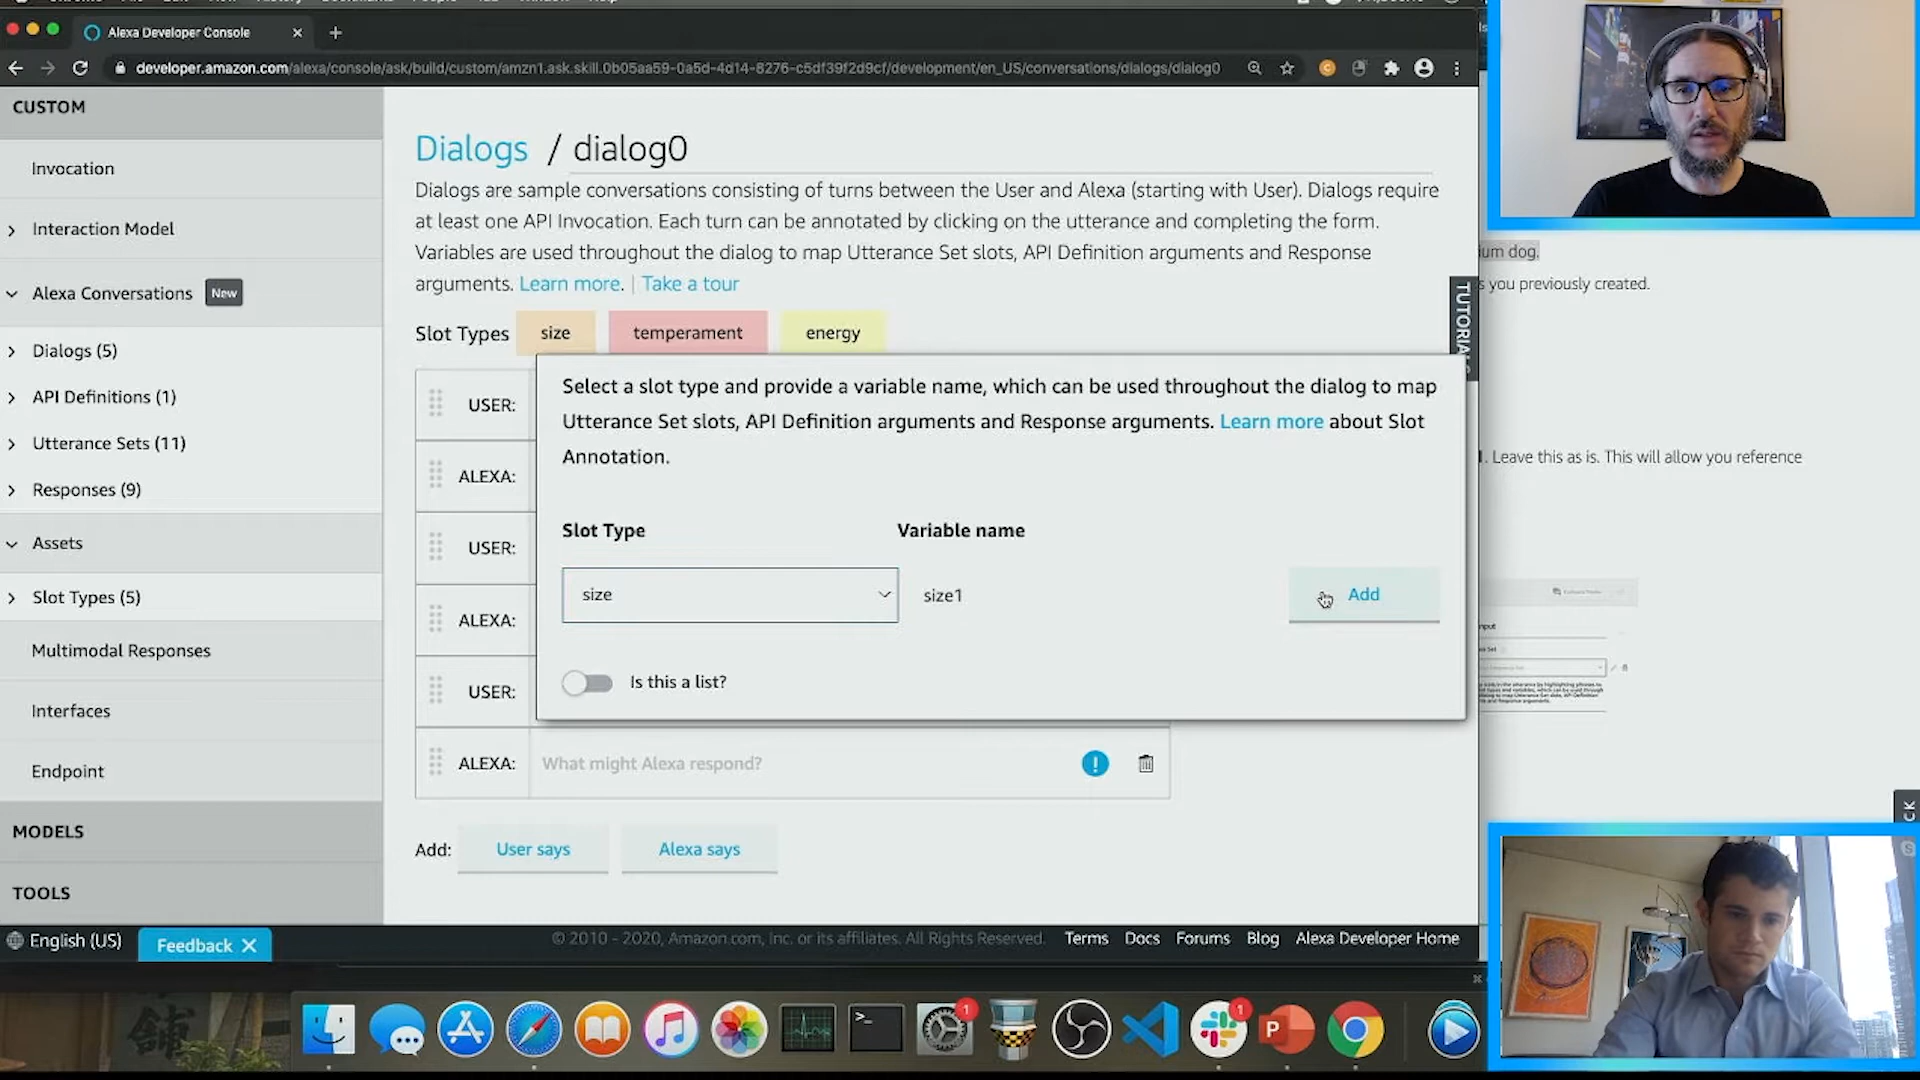 Alexa Developer Console
developer.amazon.com/alexa/console/ask/build/custom/amzn1.ask.skill.0b05aa59-0a5d-4d14-8276-c5df39f2d9cf/development/en_US/conversations/dialogs/dialog0
CUSTOM
Invocation
Interaction Model
Alexa Conversations New
Dialogs (5)
API Definitions (1)
Utterance Sets (11)
Responses (9)
Assets
Slot Types (5)
Multimodal Responses
Interfaces
Endpoint
MODELS
TOOLS
English (US)
Feedback
Dialogs / dialog0
Dialogs are sample conversations consisting of turns between the User and Alexa (starting with User). Dialogs require
at least one API Invocation. Each turn can be annotated by clicking on the utterance and completing the form.
Variables are used throughout the dialog to map Utterance Set slots, API Definition arguments and Response
arguments. Learn more. | Take a tour
Slot Types size temperament energy
USER:
ALEXA:
USER:
ALEXA:
USER:
ALEXA: What might Alexa respond?
Select a slot type and provide a variable name, which can be used throughout the dialog to map
Utterance Set slots, API Definition arguments and Response arguments. Learn more about Slot
Annotation.
Slot Type Variable name
size size1 Add
Is this a list?
Add: User says Alexa says
© 2010 - 2020, Amazon.com, Inc. or its affiliates. All Rights Reserved. Terms Docs Forums Blog Alexa Developer Home
TUTORIALS
dog.
s you previously created.
. Leave this as is. This will allow you reference
1
1